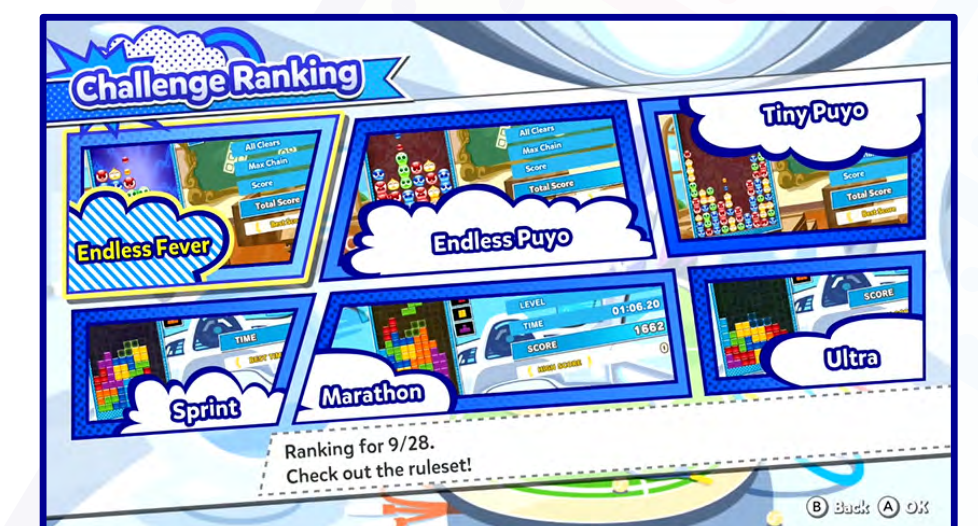 Challenge Ranking
All Clears
Max Chain
Score
Total Score
Endless Fever
All Clears
Max Chain
Score
Total Score
Endless Puyo
Tiny Puyo
Score
Total Score
Best Score
TIME
BEST TIME
Sprint
LEVEL
TIME 01:06.20
SCORE 1662
HIGH SCORE 0
Marathon
SCORE
Ultra
Ranking for 9/28.
Check out the ruleset!
B Back A OK